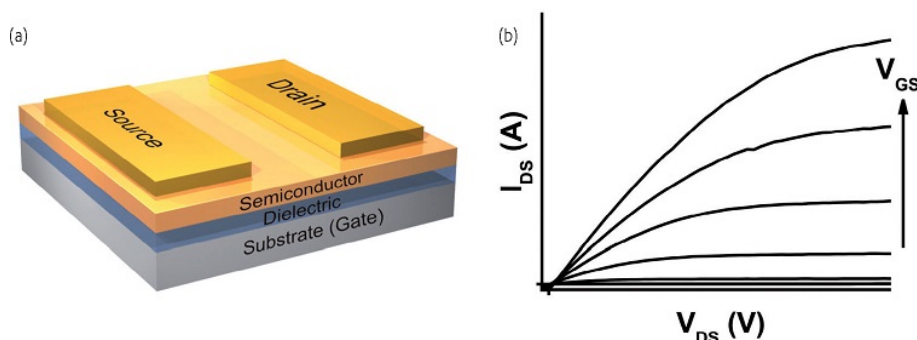 (a)
Source
Drain
Semiconductor
Dielectric
Substrate (Gate)
(b)
I_DS (A)
V_GS
V_DS (V)